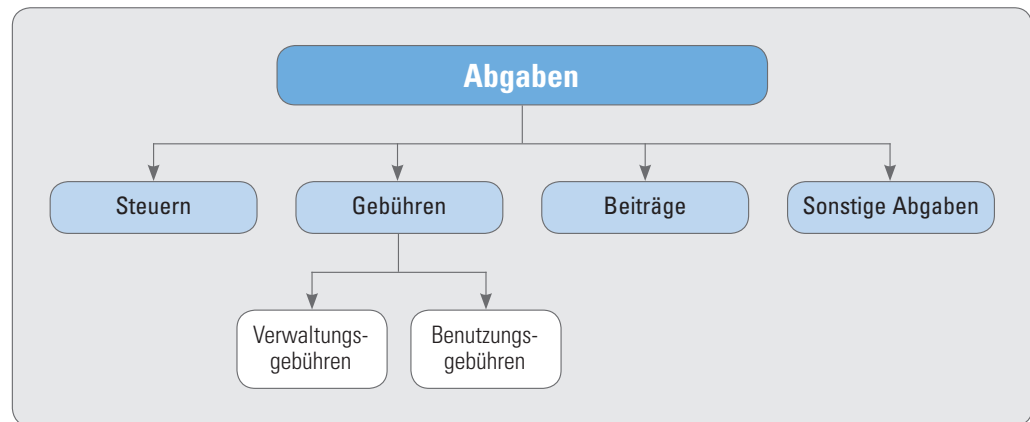 Abgaben
Steuern
Gebühren
Beiträge
Sonstige Abgaben
Verwaltungs-
gebühren
Benutzungs-
gebühren